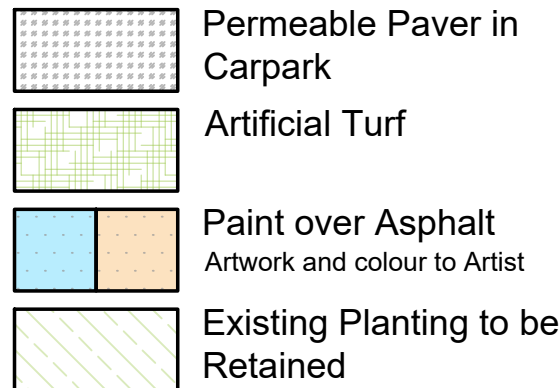 Permeable Paver in
Carpark
Artificial Turf
Paint over Asphalt
Artwork and colour to Artist
Existing Planting to be
Retained